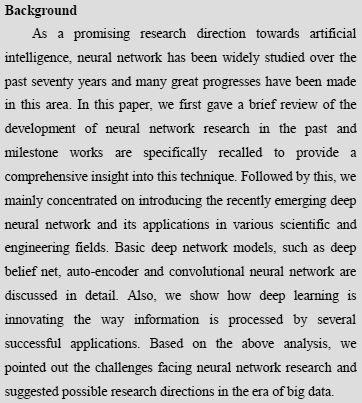 Background
As a promising research direction towards artificial
intelligence, neural network has been widely studied over the
past seventy years and many great progresses have been made
in this area. In this paper, we first gave a brief review of the
development of neural network research in the past and
milestone works are specifically recalled to provide a
comprehensive insight into this technique. Followed by this, we
mainly concentrated on introducing the recently emerging deep
neural network and its applications in various scientific and
engineering fields. Basic deep network models, such as deep
belief net, auto-encoder and convolutional neural network are
discussed in detail. Also, we show how deep learning is
innovating the way information is processed by several
successful applications. Based on the above analysis, we
pointed out the challenges facing neural network research and
suggested possible research directions in the era of big data.